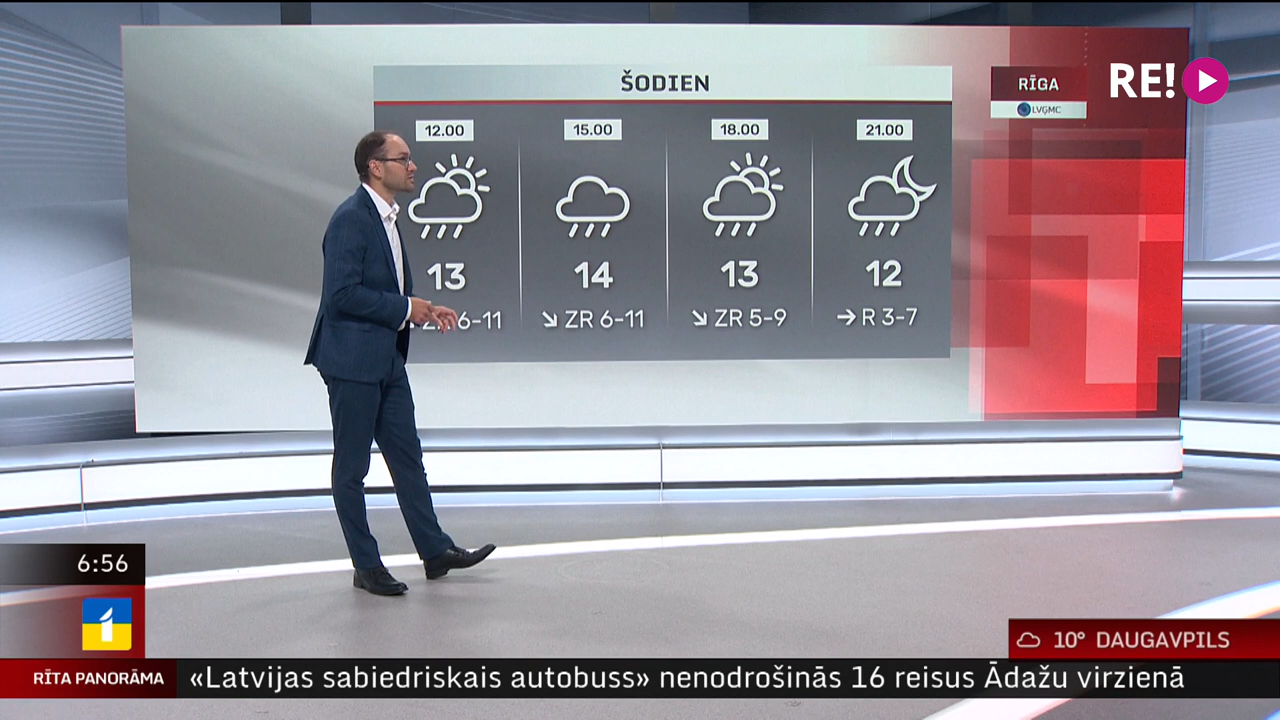 ŠODIEN
RĪGA
LVĢMC
RE!
12.00 15.00 18.00 21.00
13 14 13 12
6-11 ↘ ZR 6-11 ↘ ZR 5-9 → R 3-7
6:56
1
10° DAUGAVPILS
RĪTA PANORĀMA «Latvijas sabiedriskais autobuss» nenodrošinās 16 reisus Ādažu virzienā